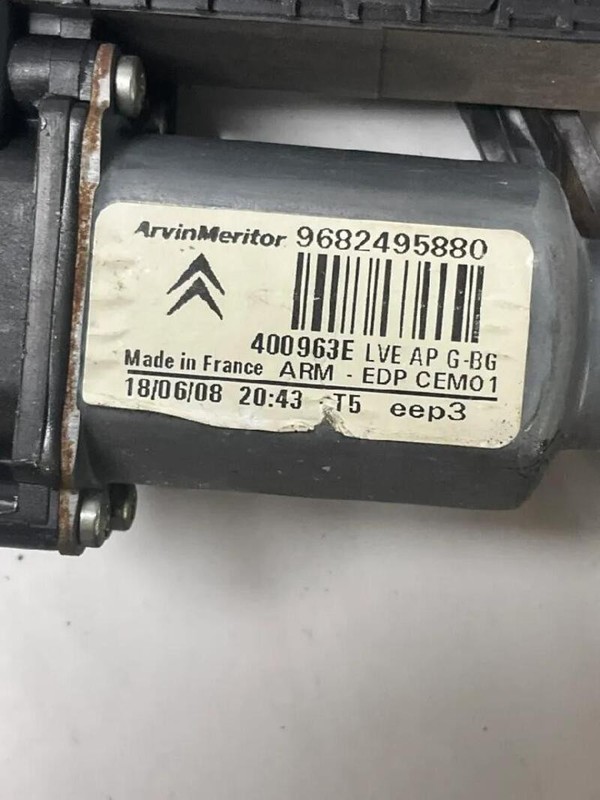 ArvinMeritor 9682495880
400963E LVE AP G-BG
Made in France ARM - EDP CEM01
18/06/08 20:43 T5 eep3